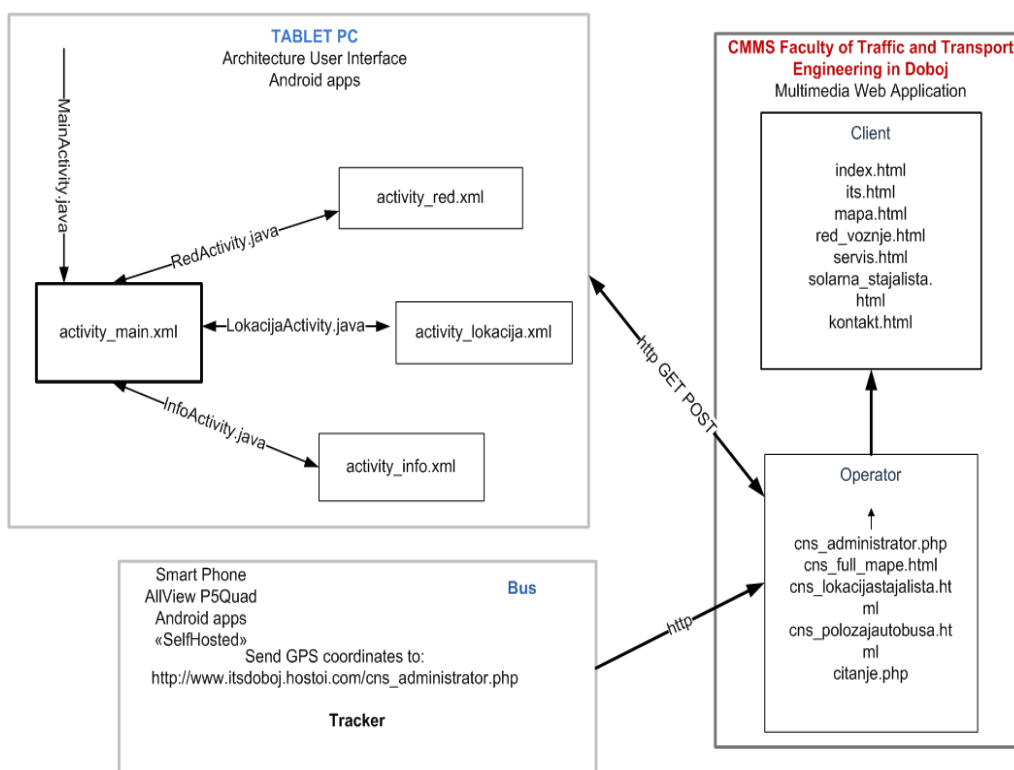 TABLET PC
Architecture User Interface
Android apps
MainActivity.java
activity_red.xml
RedActivity.java
activity_main.xml
LokacijaActivity.java
activity_lokacija.xml
InfoActivity.java
activity_info.xml
http GET POST
CMMS Faculty of Traffic and Transport
Engineering in Doboj
Multimedia Web Application
Client
index.html
its.html
mapa.html
red_voznje.html
servis.html
solarna_stajalista.
html
kontakt.html
Operator
cns_administrator.php
cns_full_mape.html
cns_lokacijastajalista.ht
ml
cns_polozajautobusa.ht
ml
citanje.php
Smart Phone
AllView P5Quad
Android apps
«SelfHosted»
Bus
Send GPS coordinates to:
http://www.itsdoboj.hostoi.com/cns_administrator.php
Tracker
http